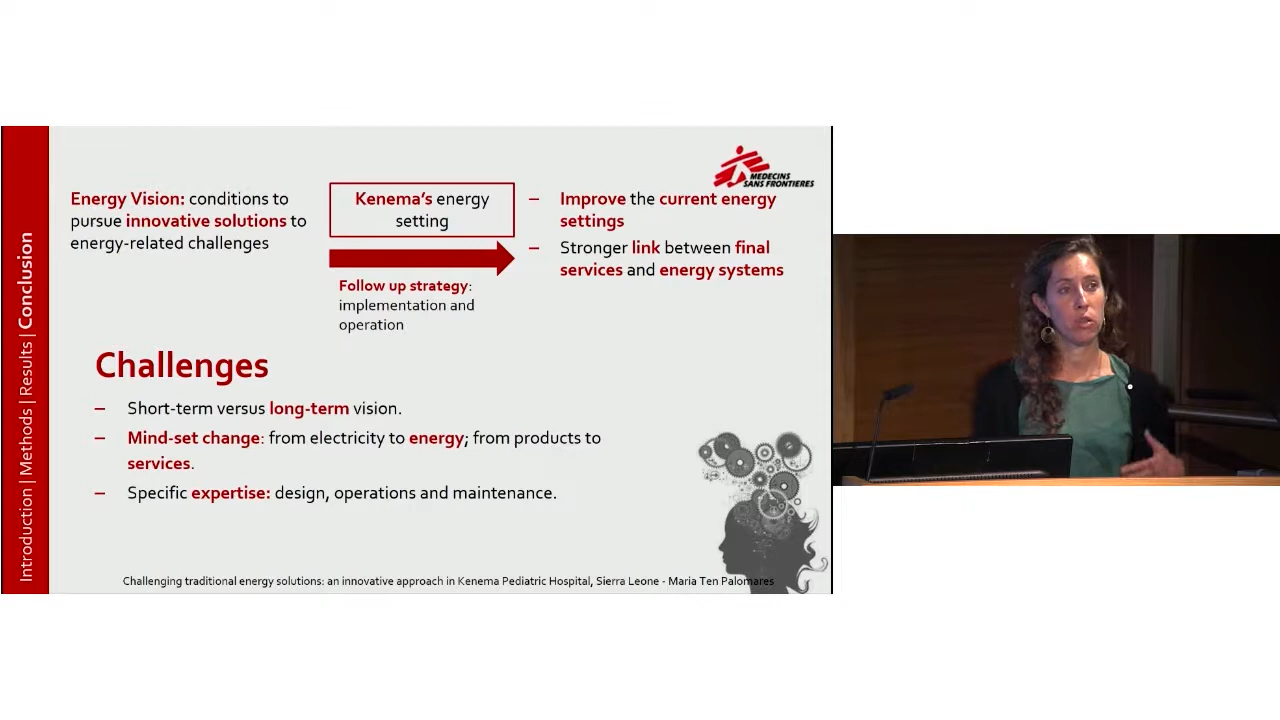 Introduction | Methods | Results | Conclusion
MEDECINS
SANS FRONTIERES
Energy Vision: conditions to
pursue innovative solutions to
energy-related challenges
Kenema's energy
setting
Follow up strategy:
implementation and
operation
– Improve the current energy
settings
– Stronger link between final
services and energy systems
Challenges
– Short-term versus long-term vision.
– Mind-set change: from electricity to energy; from products to
services.
– Specific expertise: design, operations and maintenance.
Challenging traditional energy solutions: an innovative approach in Kenema Pediatric Hospital, Sierra Leone - Maria Ten Palomares